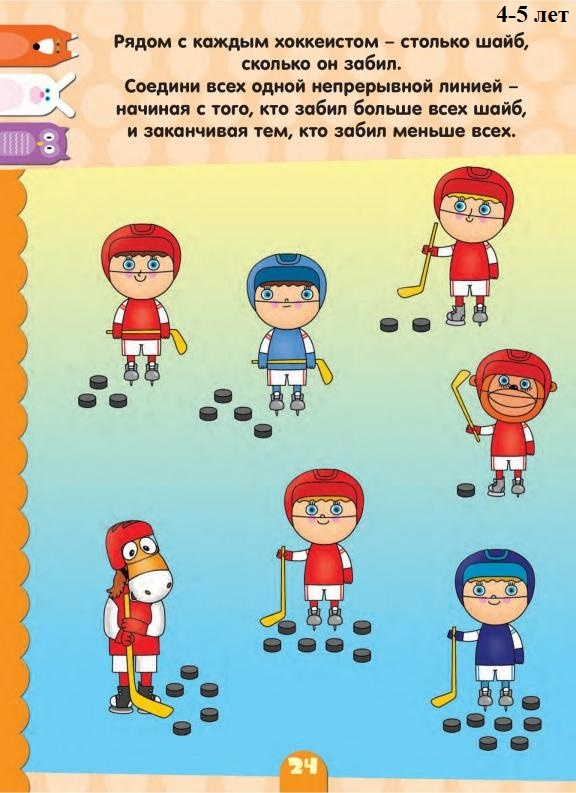 4-5 лет
Рядом с каждым хоккеистом – столько шайб,
сколько он забил.
Соедини всех одной непрерывной линией –
начиная с того, кто забил больше всех шайб,
и заканчивая тем, кто забил меньше всех.
24